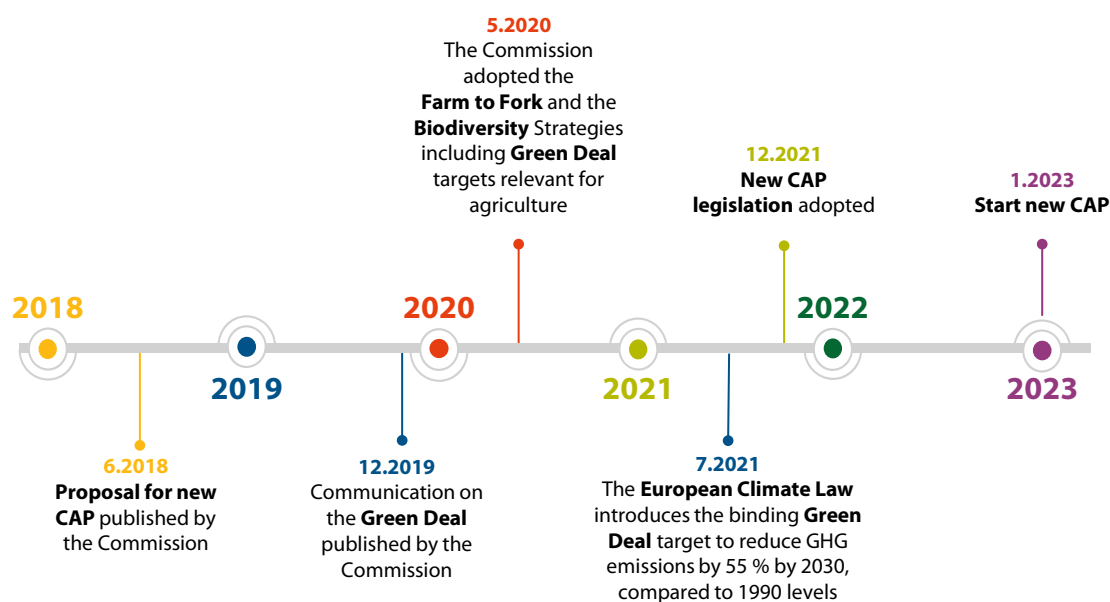 5.2020
The Commission
adopted the
Farm to Fork and the
Biodiversity Strategies
including Green Deal
targets relevant for
agriculture
12.2021
New CAP
legislation adopted
1.2023
Start new CAP
2018
2020
2022
2019
2021
2023
6.2018
Proposal for new
CAP published by
the Commission
12.2019
Communication on
the Green Deal
published by the
Commission
7.2021
The European Climate Law
introduces the binding Green
Deal target to reduce GHG
emissions by 55 % by 2030,
compared to 1990 levels